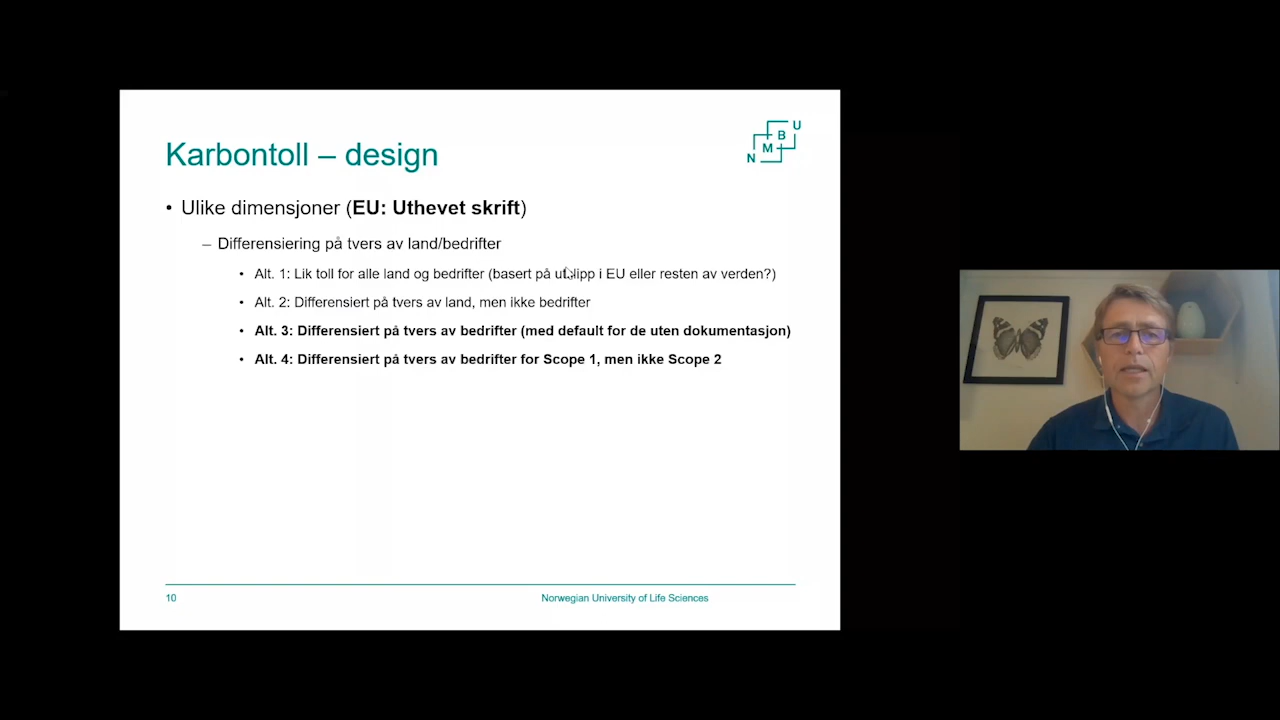 Karbontoll – design
N M B U
• Ulike dimensjoner (EU: Uthevet skrift)
– Differensiering på tvers av land/bedrifter
• Alt. 1: Lik toll for alle land og bedrifter (basert på utslipp i EU eller resten av verden?)
• Alt. 2: Differensiert på tvers av land, men ikke bedrifter
• Alt. 3: Differensiert på tvers av bedrifter (med default for de uten dokumentasjon)
• Alt. 4: Differensiert på tvers av bedrifter for Scope 1, men ikke Scope 2
10
Norwegian University of Life Sciences